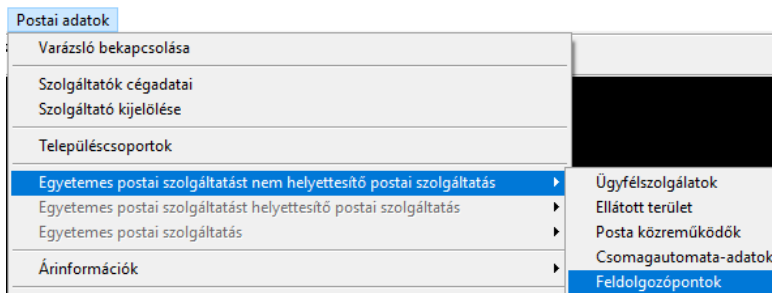 Postai adatok
Varázsló bekapcsolása
Szolgáltatók cégadatai
Szolgáltató kijelölése
Településcsoportok
Egyetemes postai szolgáltatást nem helyettesítő postai szolgáltatás
Egyetemes postai szolgáltatást helyettesítő postai szolgáltatás
Egyetemes postai szolgáltatás
Árinformációk
Ügyfélszolgálatok
Ellátott terület
Posta közreműködők
Csomagautomata-adatok
Feldolgozópontok